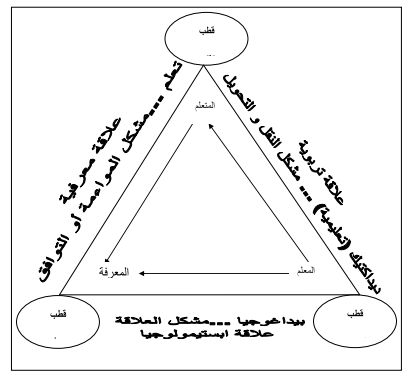 قطب
...
علاقة معرفية
تعلم ...مشكل المواءمة أو التوافق
علاقة تربوية
ديداكتيك (تعليمية) ... مشكل النقل و التحويل
المتعلم
المعلم
المعرفة
قطب
قطب
.
بيداغوجيا ...مشكل العلاقة
علاقة ابستيمولوجيا